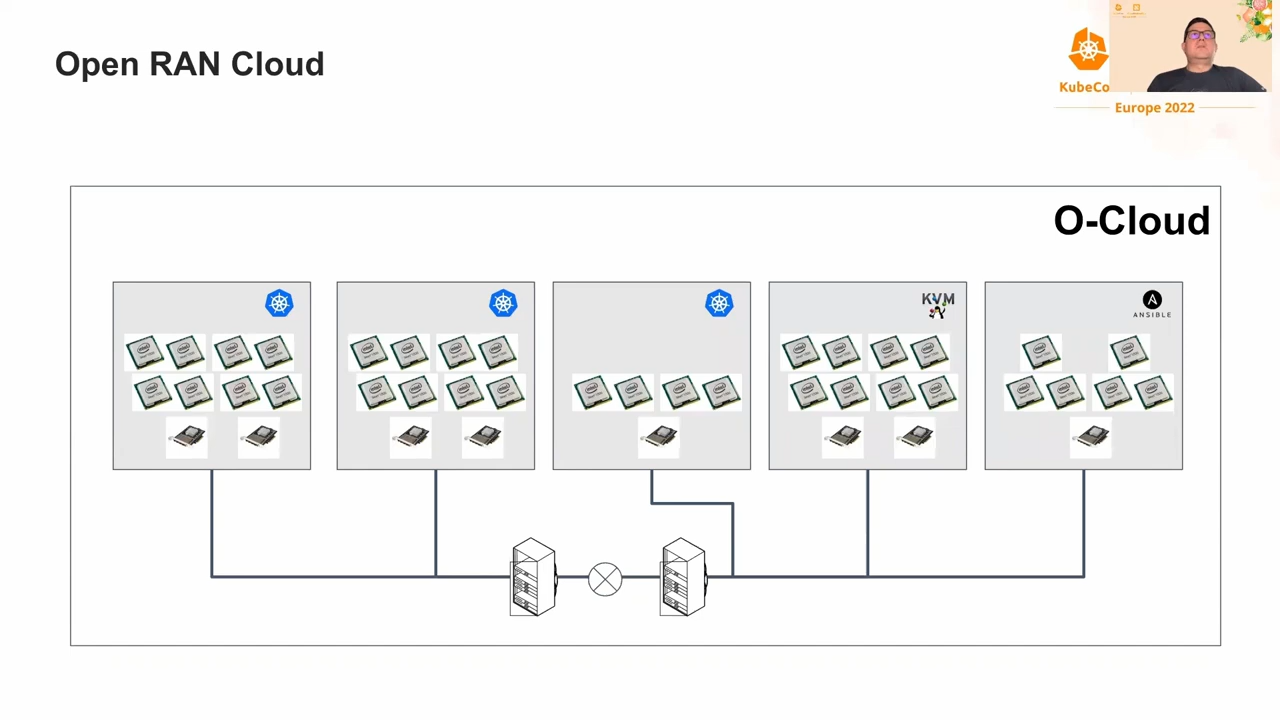 Open RAN Cloud
KubeCo
Europe 2022
O-Cloud
KVM
ANSIBLE